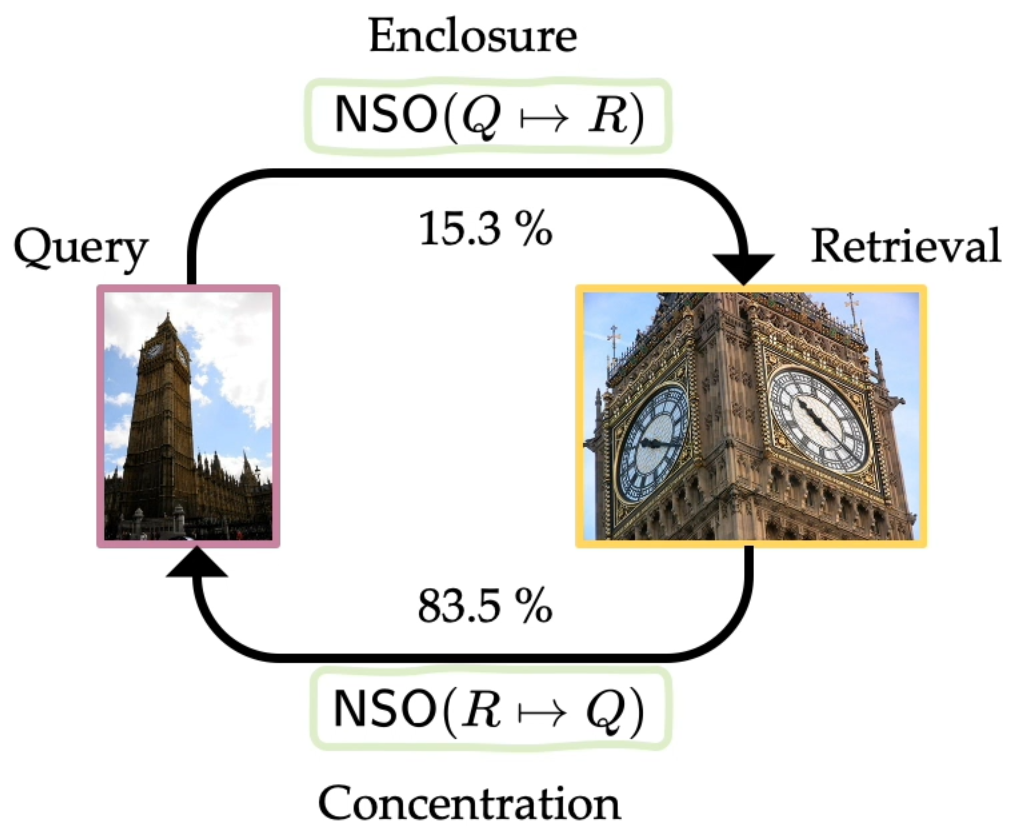 Enclosure
NSO(Q ↦ R)
15.3 %
Query
Retrieval
83.5 %
NSO(R ↦ Q)
Concentration